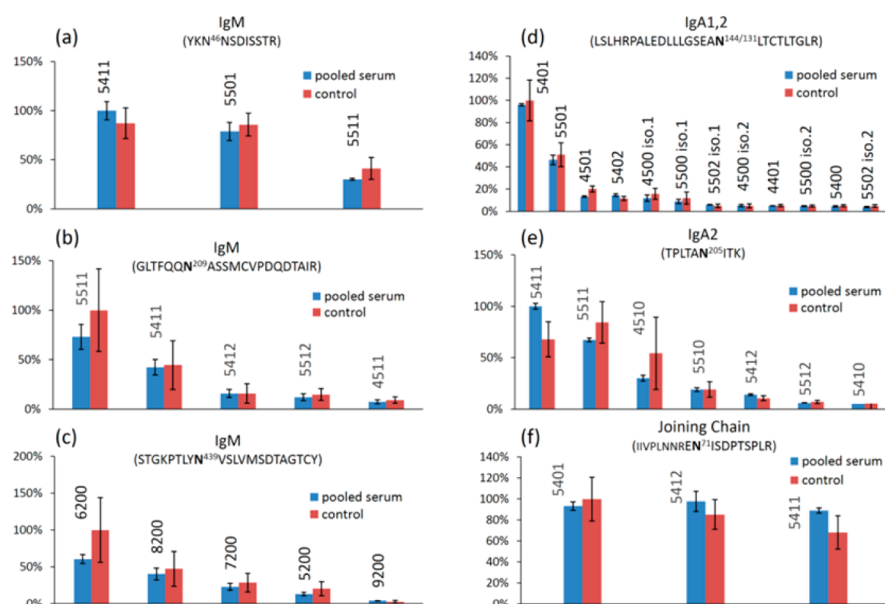 (a)
IgM
(YKN⁴⁶NSDISSTR)
pooled serum
control
150%
100%
50%
0%
5411
5501
5511
(b)
IgM
(GLTFQQN²⁰⁹ASSMCVPDQDTAIR)
pooled serum
control
150%
100%
50%
0%
5511
5411
5412
5512
4511
(c)
IgM
(STGKPTLYN⁴³⁹VSLVMSDTAGTCY)
pooled serum
control
200%
150%
100%
50%
0%
6200
8200
7200
5200
9200
(d)
IgA1,2
(LSLHRPALEDLLLGSEAN¹⁴⁴/¹³¹LTCTLTGLR)
pooled serum
control
140%
120%
100%
80%
60%
40%
20%
0%
5401
5501
4501
5402
4500 iso.1
5500 iso.1
5502 iso.1
4500 iso.2
4401
5500 iso.2
5400
5502 iso.2
(e)
IgA2
(TPLTAN²⁰⁵ITK)
pooled serum
control
150%
100%
50%
0%
5411
5511
4510
5510
5412
5512
5410
(f)
Joining Chain
(IIVPLNNREN⁷¹ISDPTSPLR)
pooled serum
control
140%
120%
100%
80%
60%
40%
20%
0%
5401
5412
5411